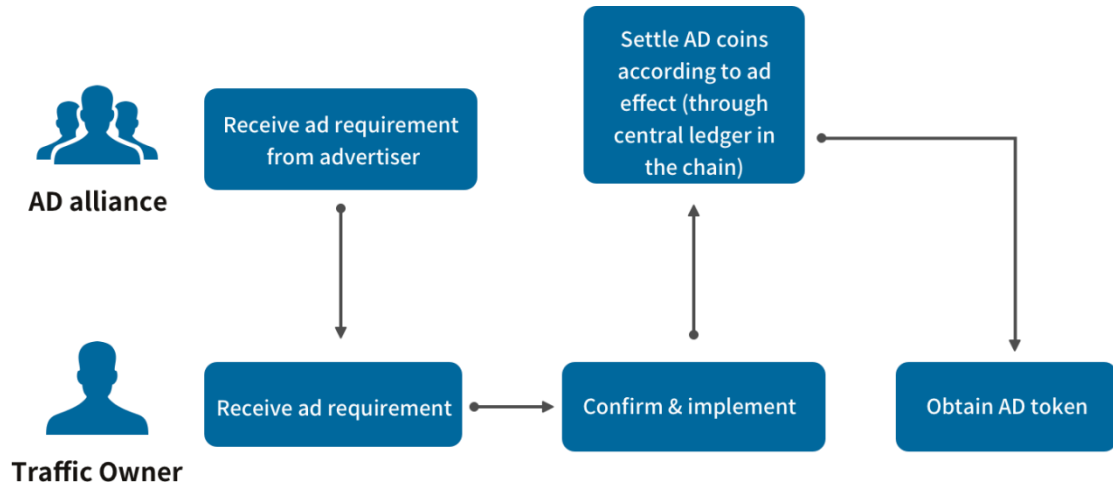 Settle AD coins
according to ad
effect (through
central ledger in
the chain)
Receive ad requirement
from advertiser
AD alliance
Receive ad requirement
Confirm & implement
Obtain AD token
Traffic Owner